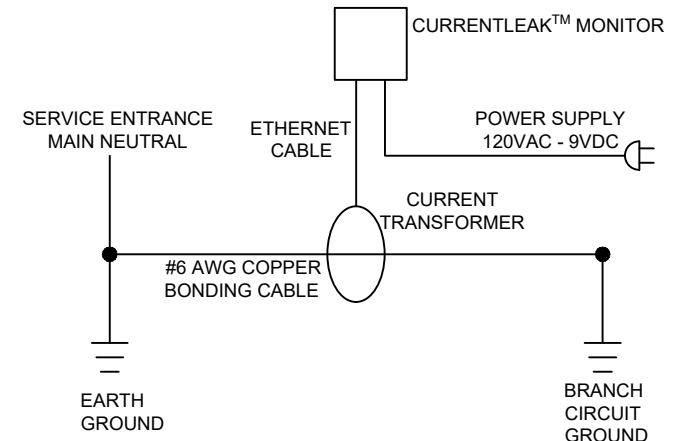 CURRENTLEAK™ MONITOR
SERVICE ENTRANCE
MAIN NEUTRAL
ETHERNET
CABLE
POWER SUPPLY
120VAC - 9VDC
CURRENT
TRANSFORMER
#6 AWG COPPER
BONDING CABLE
EARTH
GROUND
BRANCH
CIRCUIT
GROUND